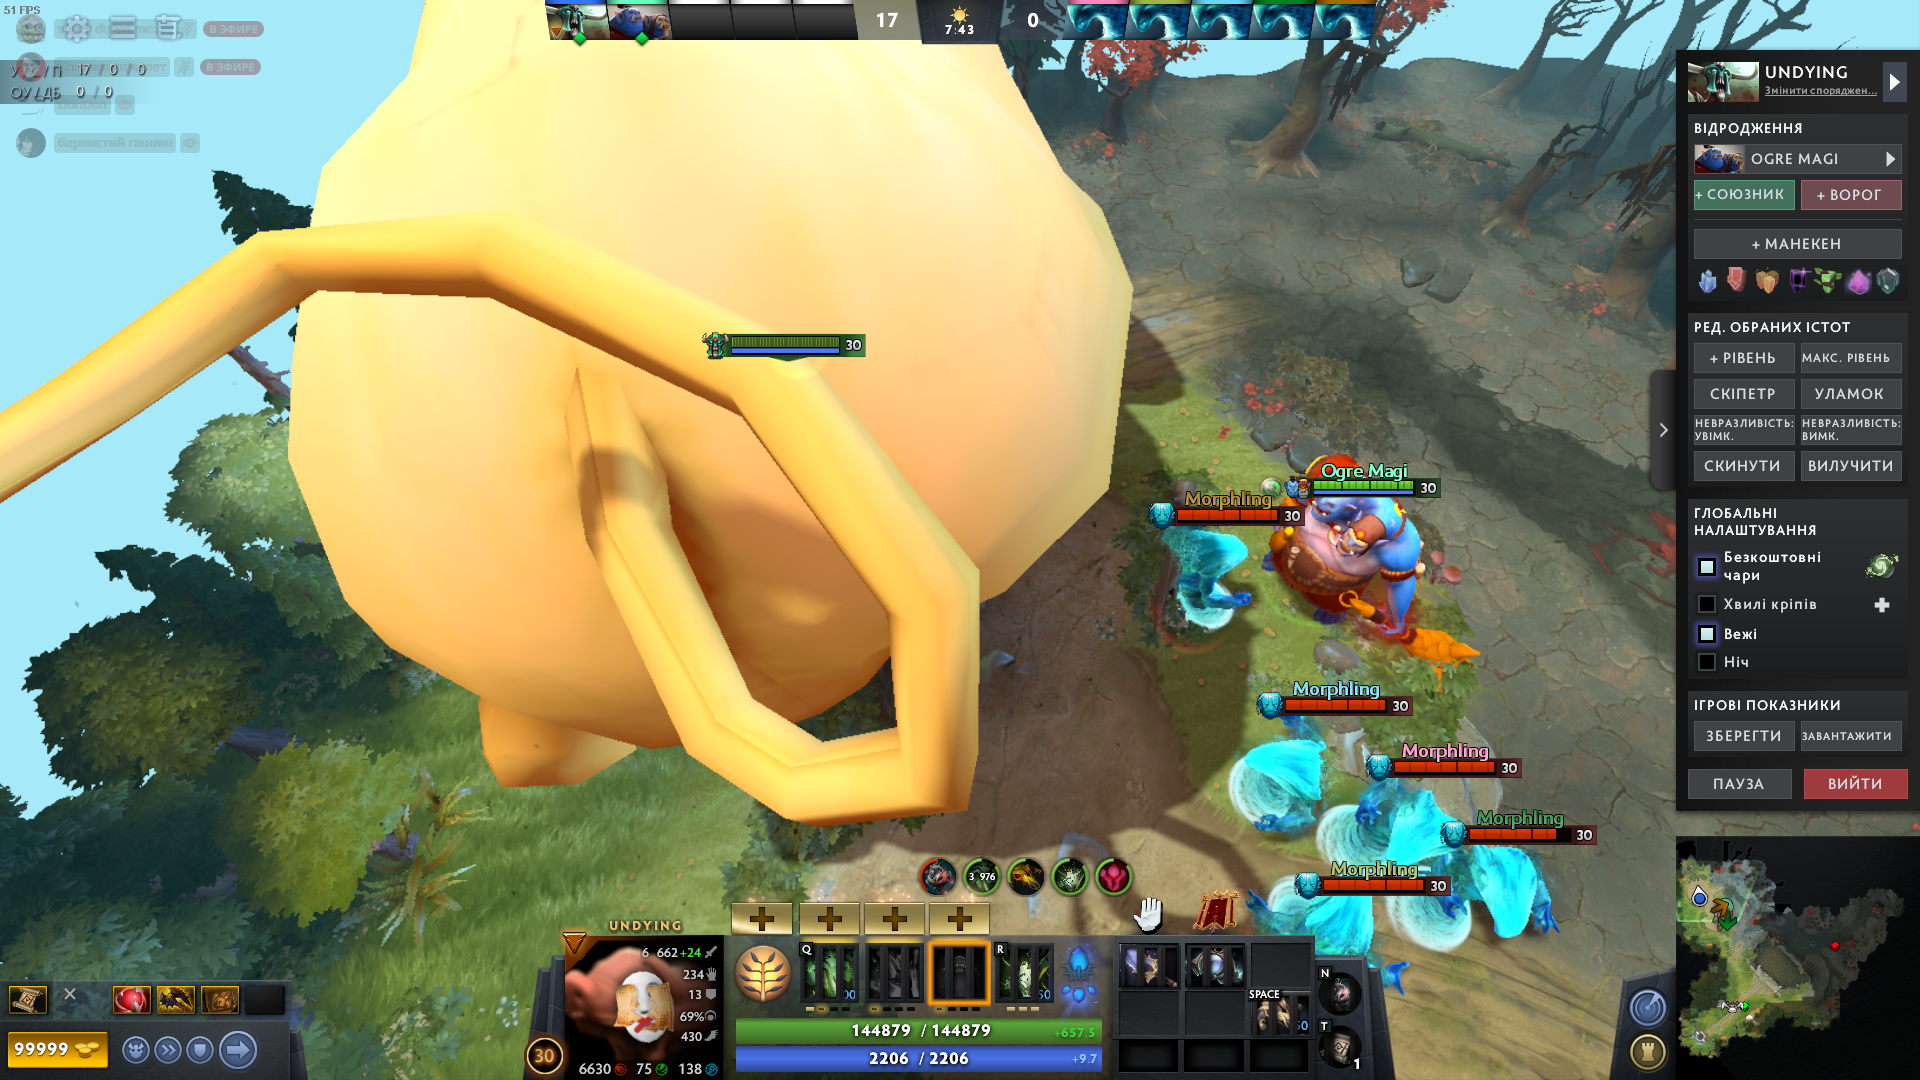 51 FPS
В ЭФИРЕ
В ЭФИРЕ
У / С / П 17 / 0 / 0
ОУ / ДБ 0 / 0
17
7:43
0
UNDYING
Змінити споряджен...
ВІДРОДЖЕННЯ
OGRE MAGI
+ СОЮЗНИК
+ ВОРОГ
+ МАНЕКЕН
РЕД. ОБРАНИХ ІСТОТ
+ РІВЕНЬ
МАКС. РІВЕНЬ
СКІПЕТР
УЛАМОК
НЕВРАЗЛИВІСТЬ: УВІМК.
НЕВРАЗЛИВІСТЬ: ВИМК.
СКИНУТИ
ВИЛУЧИТИ
ГЛОБАЛЬНІ
НАЛАШТУВАННЯ
Безкоштовні
чари
Хвилі кріпів
Вежі
Ніч
ІГРОВІ ПОКАЗНИКИ
ЗБЕРЕГТИ
ЗАВАНТАЖИТИ
ПАУЗА
ВИЙТИ
30
Ogre Magi
30
Morphling
30
Morphling
30
Morphling
30
Morphling
30
Morphling
30
3 976
UNDYING
6 662+24
234
13
69%
430
30
6630 75 138
Q
R
144879 / 144879
+657.5
2206 / 2206
+9.7
SPACE
N
T
1
99999